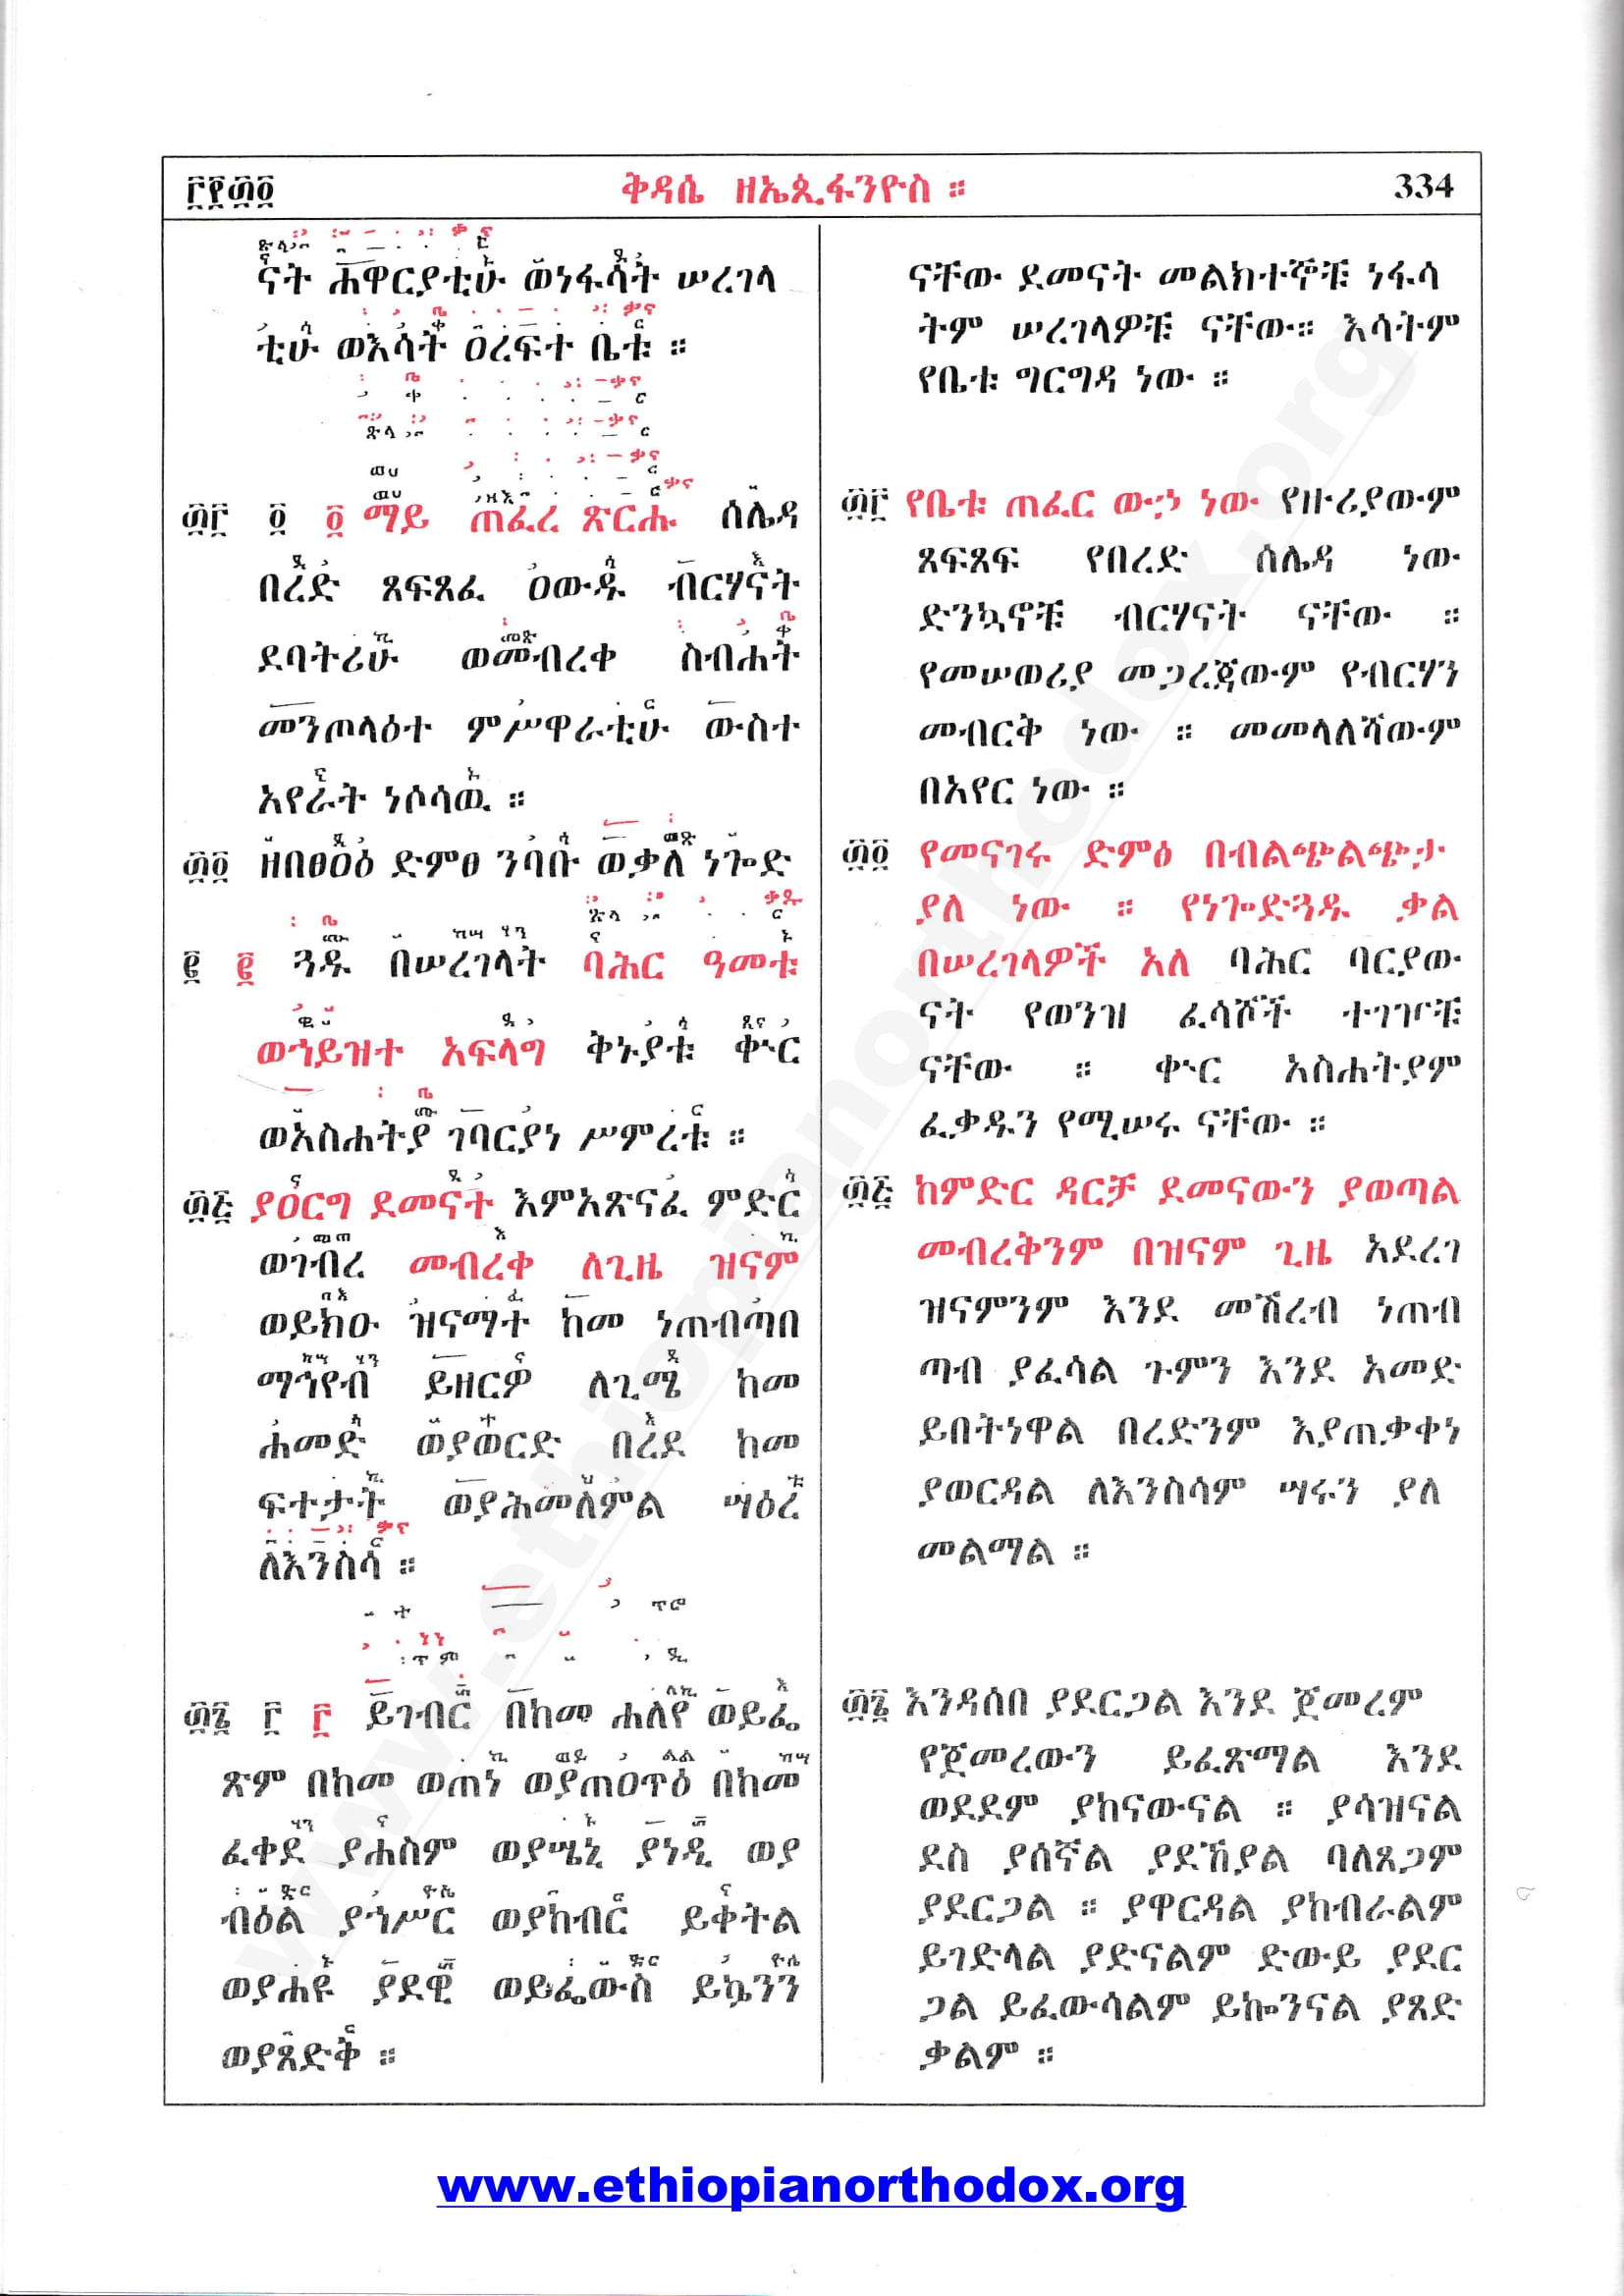 ፫፻፴፬ ቅዳሴ ዘኤጲፋንዮስ ። 334
ናት ሐዋርያቲሁ ወነፋሳት ሠረገላ
ቲሁ ወእሳት ዐረፍተ ቤቱ ።
፴፫ ፬ ፬ ማይ ጠፈረ ጽርሑ ሰሌዳ
በረድ ጸፍጸፈ ዐውዱ ብርሃናት
ደባትሪሁ ወመብረቀ ስብሐት
መንጦላዕተ ምሥዋራቲሁ ውስተ
አየራት ነሶሳዉ ።
፴፬ ዘበፀዐዕ ድምፀ ንባቡ ወቃለ ነጐድ
፪ ፪ ጓዱ በሠረገላት ባሕር ዓመቱ
ወኀይዝተ አፍላግ ቅኑያቱ ቍር
ወአስሐትያ ገባርያነ ሥምረቱ ።
፴፭ ያዐርግ ደመናት እምአጽናፈ ምድር
ወገብረ መብረቀ ለጊዜ ዝናም
ወይክዑ ዝናማተ ከመ ነጠብጣበ
ማኅየብ ይዘርዎ ለጊሜ ከመ
ሐመድ ወያወርድ በረደ ከመ
ፍተታት ወያሕመለምል ሣዕረ
ለእንስሳ ።
፴፮ ፫ ፫ ይገብር በከመ ሐለየ ወይፌ
ጽም በከመ ወጠነ ወያጠዐጥዕ በከመ
ፈቀደ ያሐስም ወያሤኒ ያነዲ ወያ
ብዕል ያኀሥር ወያከብር ይቀትል
ወያሐዩ ያደዊ ወይፌውስ ይኴንን
ወያጸድቅ ።
ናቸው ደመናት መልክተኞቹ ነፋሳ
ትም ሠረገላዎቹ ናቸው። እሳትም
የቤቱ ግርግዳ ነው ።
፴፫ የቤቱ ጠፈር ውኃ ነው የዙሪያውም
ጸፍጸፍ የበረድ ሰሌዳ ነው
ድንኳኖቹ ብርሃናት ናቸው ።
የመሠወሪያ መጋረጃውም የብርሃን
መብርቅ ነው ። መመላለሻውም
በአየር ነው ።
፴፬ የመናገሩ ድምፅ በብልጭልጭታ
ያለ ነው ። የነጐድጓዱ ቃል
በሠረገላዎች አለ ባሕር ባርያው
ናት የወንዝ ፈሳሾች ተገዦቹ
ናቸው ። ቍር አስሐትያም
ፈቃዱን የሚሠሩ ናቸው ።
፴፭ ከምድር ዳርቻ ደመናውን ያወጣል
መብረቅንም በዝናም ጊዜ አደረገ
ዝናምንም እንደ መሽረብ ነጠብ
ጣብ ያፈሳል ጉምን እንደ አመድ
ይበትነዋል በረድንም እያጠቃቀነ
ያወርዳል ለእንስሳም ሣሩን ያለ
መልማል ።
፴፮ እንዳሰበ ያደርጋል እንደ ጀመረም
የጀመረውን ይፈጽማል እንደ
ወደደም ያከናውናል ። ያሳዝናል
ደስ ያሰኛል ያደኸያል ባለጸጋም
ያደርጋል ። ያዋርዳል ያከብራልም
ይገድላል ያድናልም ድውይ ያደር
ጋል ይፈውሳልም ይኰንናል ያጸድ
ቃልም ።
www.ethiopianorthodox.org